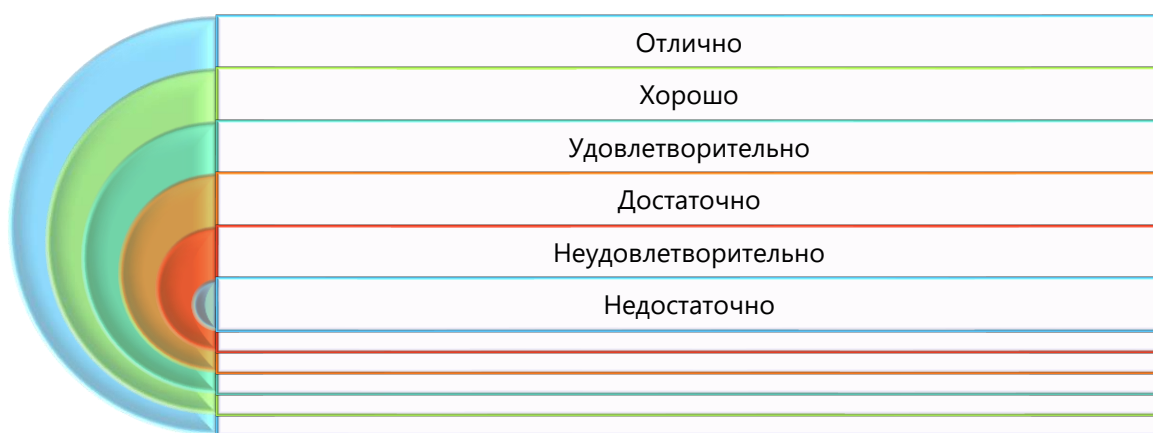 Отлично
Хорошо
Удовлетворительно
Достаточно
Неудовлетворительно
Недостаточно